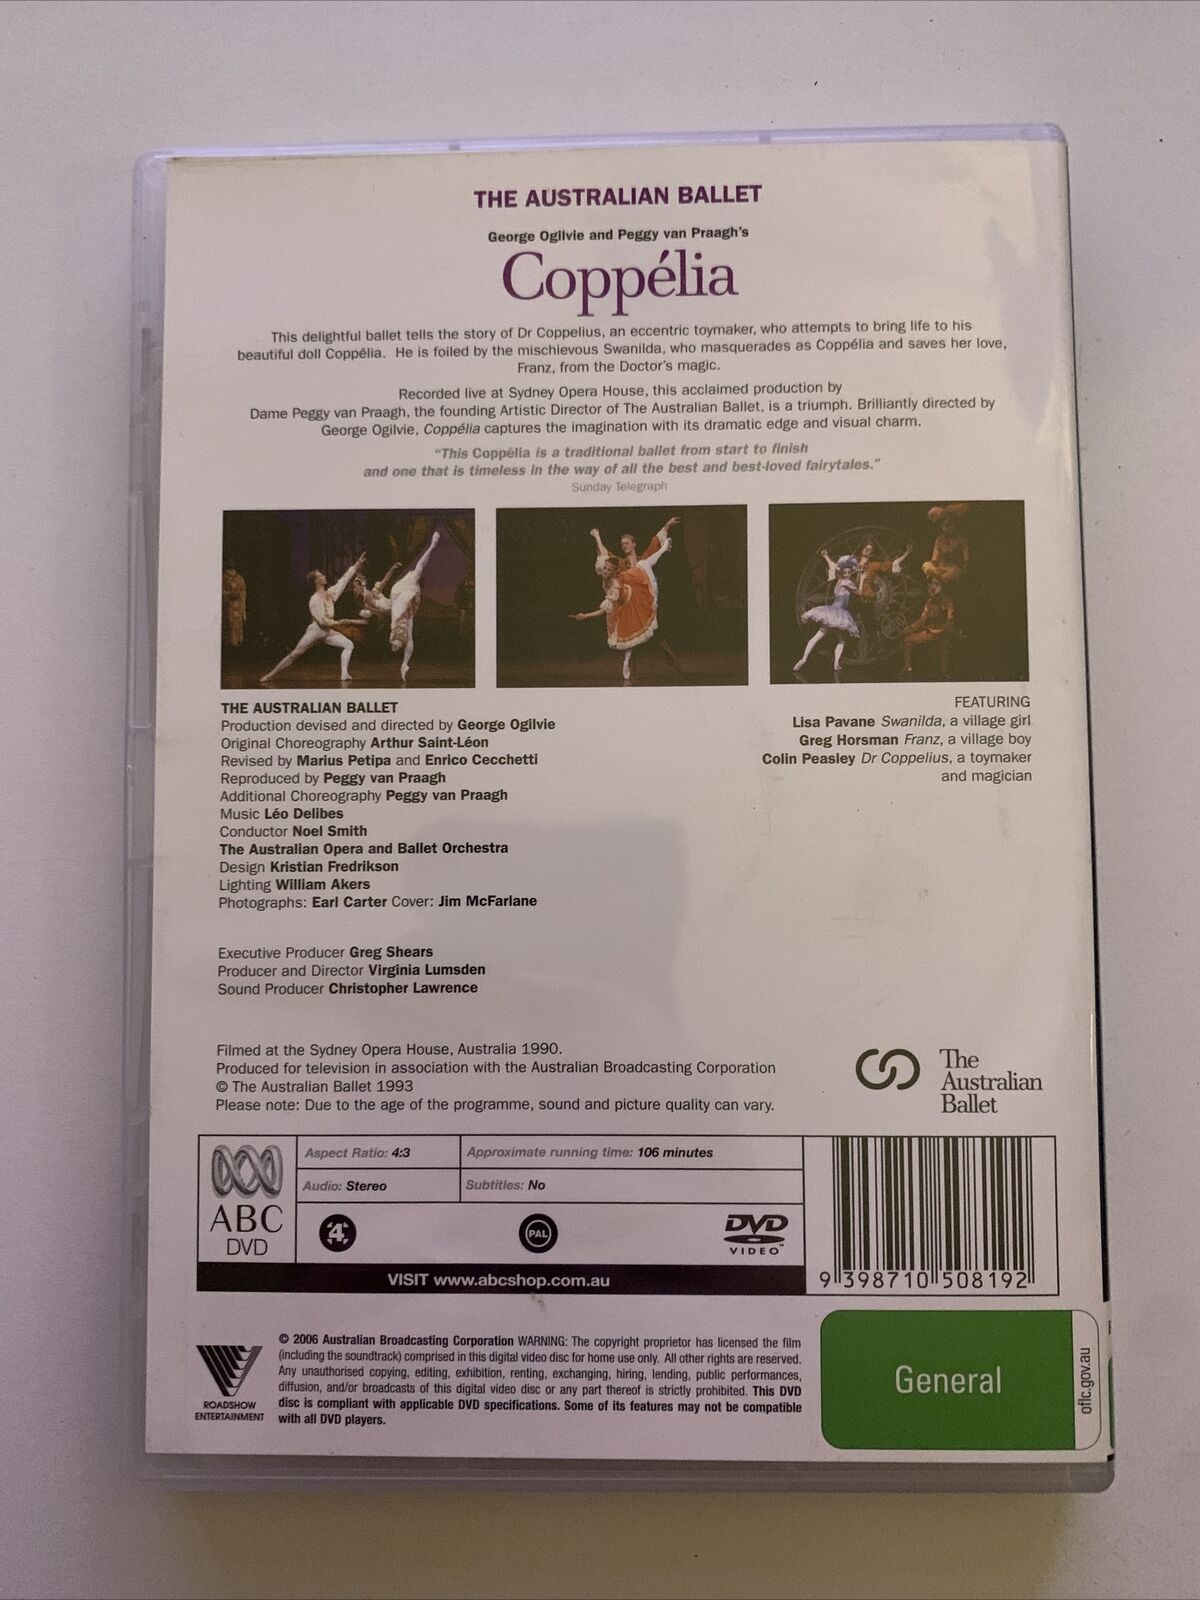 THE AUSTRALIAN BALLET
George Ogilvie and Peggy van Praagh's
Coppélia
This delightful ballet tells the story of Dr Coppelius, an eccentric toymaker, who attempts to bring life to his
beautiful doll Coppélia. He is foiled by the mischievous Swanilda, who masquerades as Coppélia and saves her love,
Franz, from the Doctor's magic.
Recorded live at Sydney Opera House, this acclaimed production by
Dame Peggy van Praagh, the founding Artistic Director of The Australian Ballet, is a triumph. Brilliantly directed by
George Ogilvie, Coppélia captures the imagination with its dramatic edge and visual charm.
"This Coppélia is a traditional ballet from start to finish
and one that is timeless in the way of all the best and best-loved fairytales."
Sunday Telegraph
THE AUSTRALIAN BALLET
Production devised and directed by George Ogilvie
Original Choreography Arthur Saint-Léon
Revised by Marius Petipa and Enrico Cecchetti
Reproduced by Peggy van Praagh
Additional Choreography Peggy van Praagh
Music Léo Delibes
Conductor Noel Smith
The Australian Opera and Ballet Orchestra
Design Kristian Fredrikson
Lighting William Akers
Photographs: Earl Carter Cover: Jim McFarlane
FEATURING
Lisa Pavane Swanilda, a village girl
Greg Horsman Franz, a village boy
Colin Peasley Dr Coppelius, a toymaker
and magician
Executive Producer Greg Shears
Producer and Director Virginia Lumsden
Sound Producer Christopher Lawrence
Filmed at the Sydney Opera House, Australia 1990.
Produced for television in association with the Australian Broadcasting Corporation
© The Australian Ballet 1993
Please note: Due to the age of the programme, sound and picture quality can vary.
The
Australian
Ballet
ABC
DVD
Aspect Ratio: 4:3
Approximate running time: 106 minutes
Audio: Stereo
Subtitles: No
4
PAL
DVD
VIDEO™
VISIT www.abcshop.com.au
9 398710 508192
ROADSHOW
ENTERTAINMENT
© 2006 Australian Broadcasting Corporation WARNING: The copyright proprietor has licensed the film
(including the soundtrack) comprised in this digital video disc for home use only. All other rights are reserved.
Any unauthorised copying, editing, exhibition, renting, exchanging, hiring, lending, public performances,
diffusion, and/or broadcasts of this digital video disc or any part thereof is strictly prohibited. This DVD
disc is compliant with applicable DVD specifications. Some of its features may not be compatible
with all DVD players.
General
oflc.gov.au